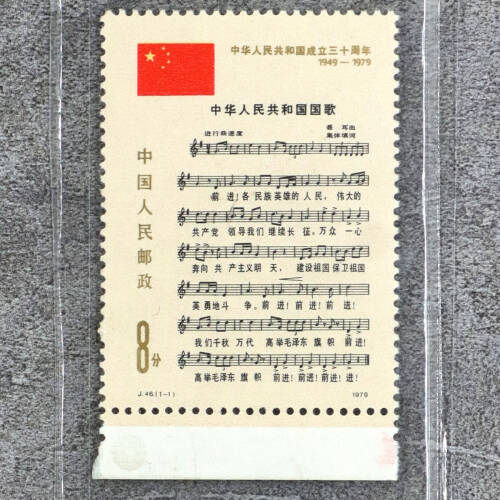 中华人民共和国成立三十周年
1949—1979
中华人民共和国国歌
进行曲速度
聂 耳曲
集体填词
前 进！各 民族英雄的 人 民，伟大的
共产党 领导我们 继续长 征。万众 一心
奔向 共 产主义明 天， 建设祖国 保卫祖国
英勇地斗 争。前 进！前 进！前 进！
我们千秋 万代 高举毛泽东 旗 帜 前 进！
高举毛泽东 旗 帜 前进！前进！前进！进！
中国人民邮政
8分
J.46.(1—1)
1979